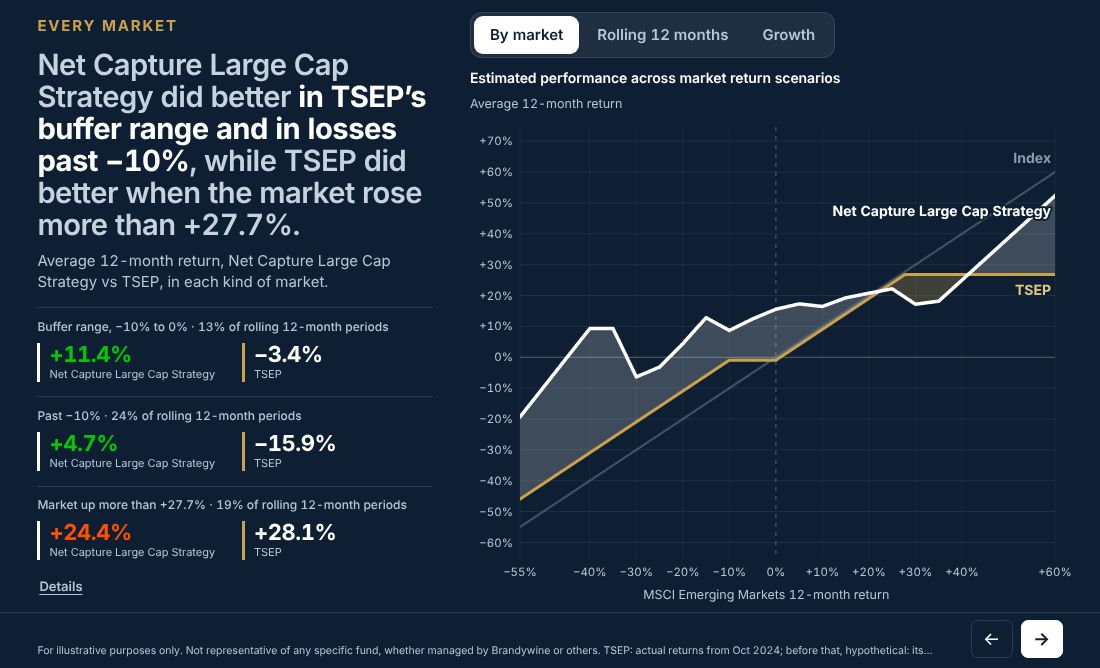 EVERY MARKET
Net Capture Large Cap
Strategy did better in TSEP’s
buffer range and in losses
past −10%, while TSEP did
better when the market rose
more than +27.7%.
Average 12-month return, Net Capture Large Cap
Strategy vs TSEP, in each kind of market.
Buffer range, −10% to 0% · 13% of rolling 12-month periods
+11.4%
Net Capture Large Cap Strategy
−3.4%
TSEP
Past −10% · 24% of rolling 12-month periods
+4.7%
Net Capture Large Cap Strategy
−15.9%
TSEP
Market up more than +27.7% · 19% of rolling 12-month periods
+24.4%
Net Capture Large Cap Strategy
+28.1%
TSEP
Details
By market
Rolling 12 months
Growth
Estimated performance across market return scenarios
Average 12-month return
+70%
+60%
+50%
+40%
+30%
+20%
+10%
0%
−10%
−20%
−30%
−40%
−50%
−60%
Index
Net Capture Large Cap Strategy
TSEP
−55% −40% −30% −20% −10% 0% +10% +20% +30% +40% +60%
MSCI Emerging Markets 12-month return
For illustrative purposes only. Not representative of any specific fund, whether managed by Brandywine or others. TSEP: actual returns from Oct 2024; before that, hypothetical: its…